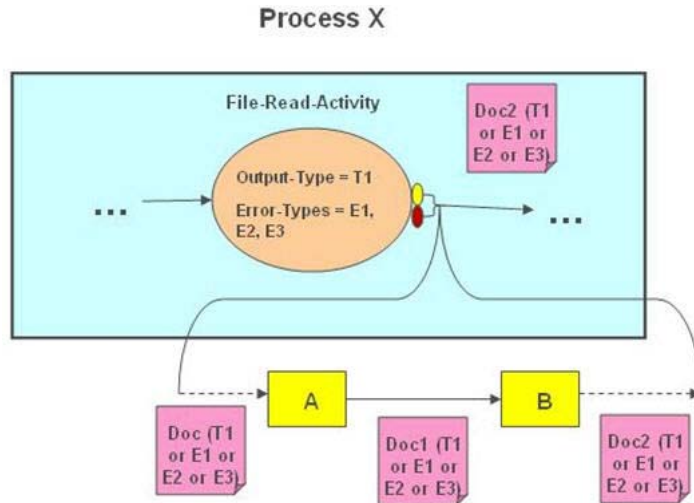 Process X
File-Read-Activity
Doc2 (T1
or E1 or
E2 or E3)
Output-Type = T1
Error-Types = E1,
E2, E3
...
...
A
B
Doc (T1
or E1 or
E2 or E3)
Doc1 (T1
or E1 or
E2 or E3)
Doc2 (T1
or E1 or
E2 or E3)